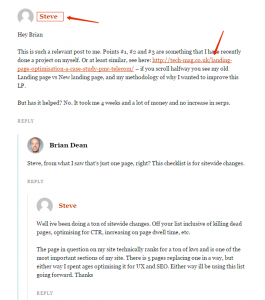 Steve
Hey Brian
This is such a relevant post to me. Points #1, #2 and #3 are something that I have recently
done a project on myself. Or at least similar, see here: http://tech-mag.co.uk/landing-
page-optimisation-a-case-study-pmc-telecom/ – if you scroll halfway you see my old
Landing page vs New landing page, and my methodology of why I wanted to improve this
LP.
But has it helped? No. It took me 4 weeks and a lot of money and no increase in serps.
REPLY
Brian Dean
Steve, from what I saw that's just one page, right? This checklist is for sitewide changes.
REPLY
Steve
Well ive been doing a ton of sitewide changes. Off your list inclusive of killing dead
pages, optimising for CTR, increasing on page dwell time, etc.
The page in question on my site technically ranks for a ton of kws and is one of the
most important sections of my site. There is 5 pages replacing one in a way, but
either way I spent ages optimising it for UX and SEO. Either way ill be using this list
going forward. Thanks
REPLY